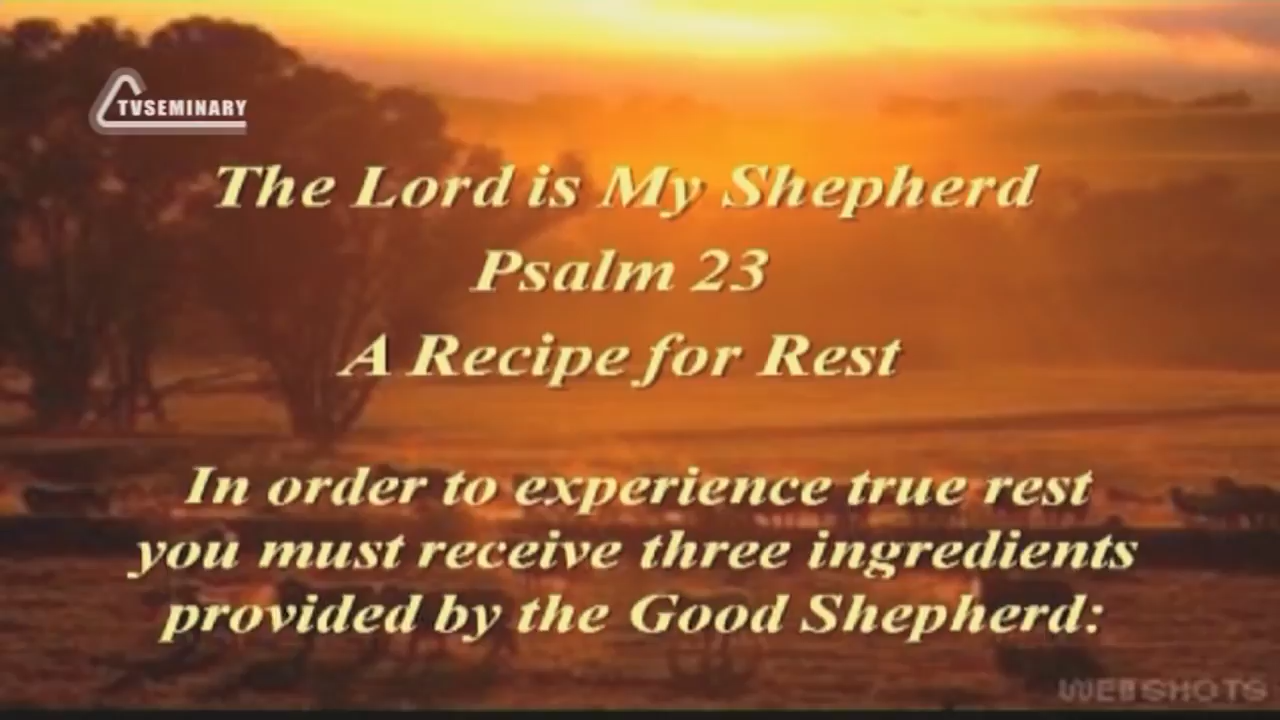 TVSEMINARY
The Lord is My Shepherd
Psalm 23
A Recipe for Rest
In order to experience true rest
you must receive three ingredients
provided by the Good Shepherd:
WEBSHOTS